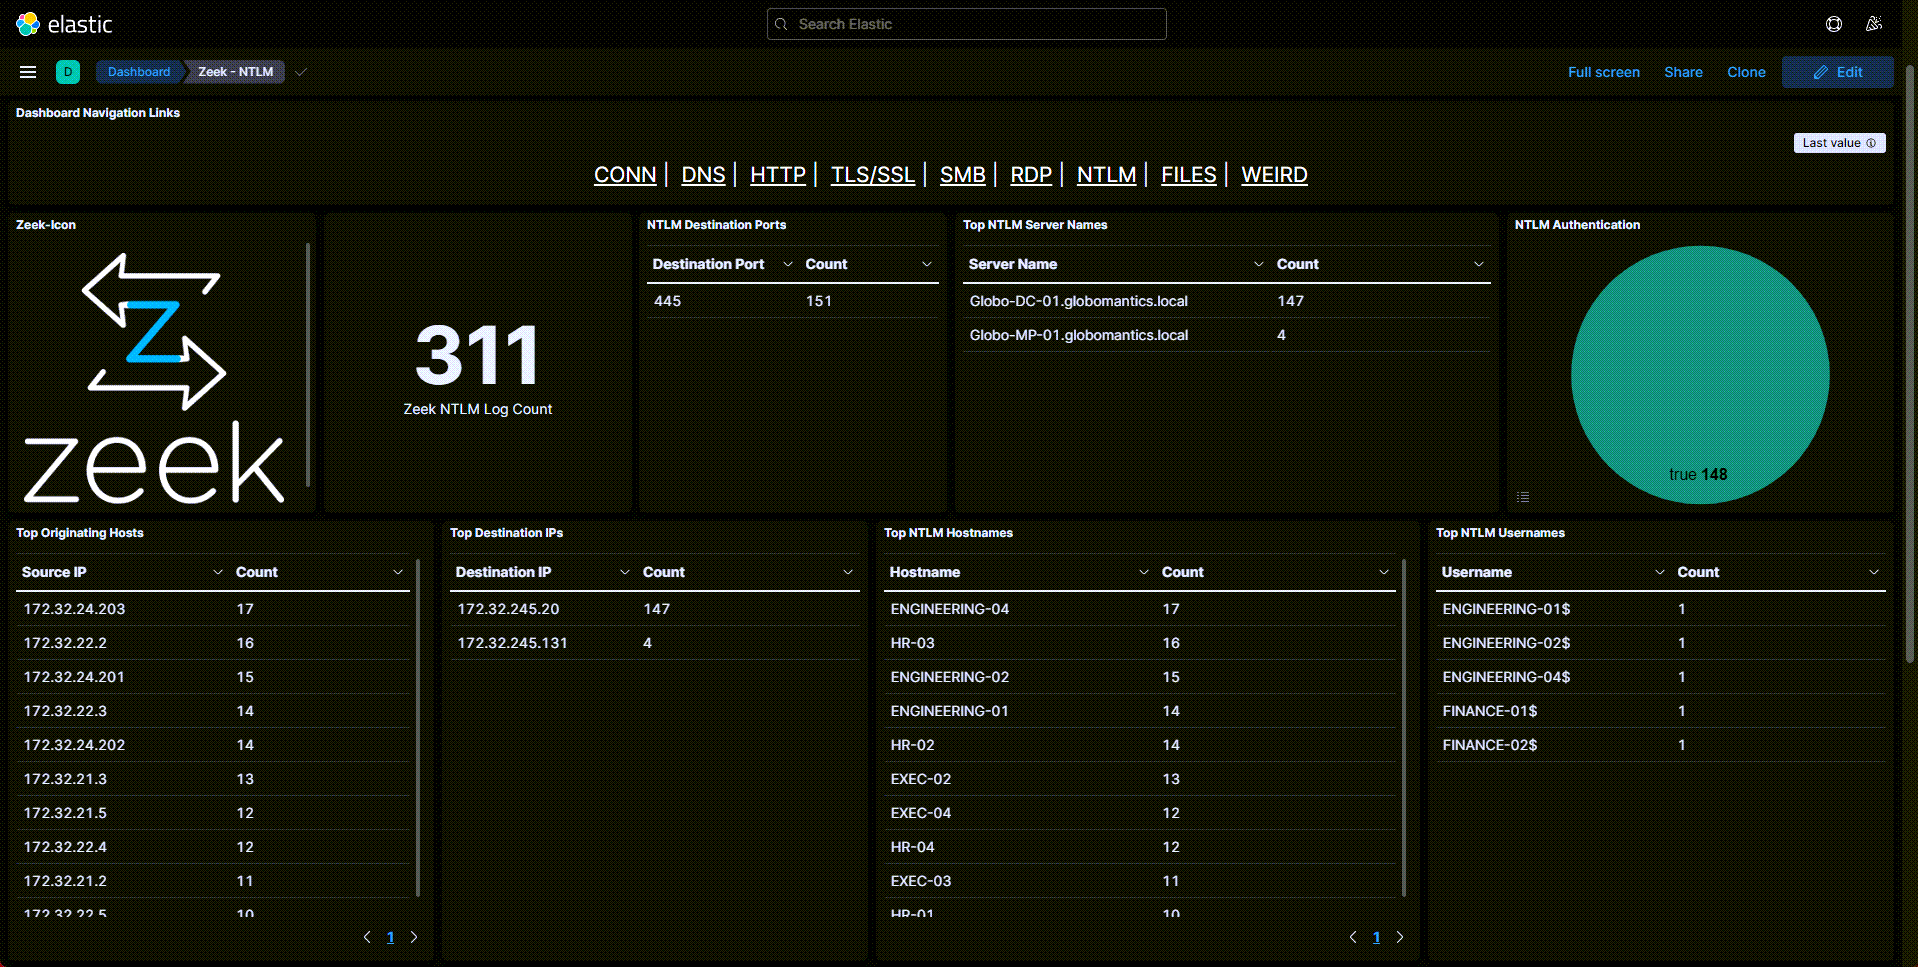 elastic
Search Elastic
D
Dashboard
Zeek - NTLM
Full screen
Share
Clone
Edit
Dashboard Navigation Links
Last value
CONN | DNS | HTTP | TLS/SSL | SMB | RDP | NTLM | FILES | WEIRD
Zeek-Icon
Z
zeek
311
Zeek NTLM Log Count
NTLM Destination Ports
Destination Port Count
445 151
Top NTLM Server Names
Server Name Count
Globo-DC-01.globomantics.local 147
Globo-MP-01.globomantics.local 4
NTLM Authentication
true 148
Top Originating Hosts
Source IP Count
172.32.24.203 17
172.32.22.2 16
172.32.24.201 15
172.32.22.3 14
172.32.24.202 14
172.32.21.3 13
172.32.21.5 12
172.32.22.4 12
172.32.21.2 11
172.32.22.5 10
1
Top Destination IPs
Destination IP Count
172.32.245.20 147
172.32.245.131 4
Top NTLM Hostnames
Hostname Count
ENGINEERING-04 17
HR-03 16
ENGINEERING-02 15
ENGINEERING-01 14
HR-02 14
EXEC-02 13
EXEC-04 12
HR-04 12
EXEC-03 11
HR-01 10
1
Top NTLM Usernames
Username Count
ENGINEERING-01$ 1
ENGINEERING-02$ 1
ENGINEERING-04$ 1
FINANCE-01$ 1
FINANCE-02$ 1